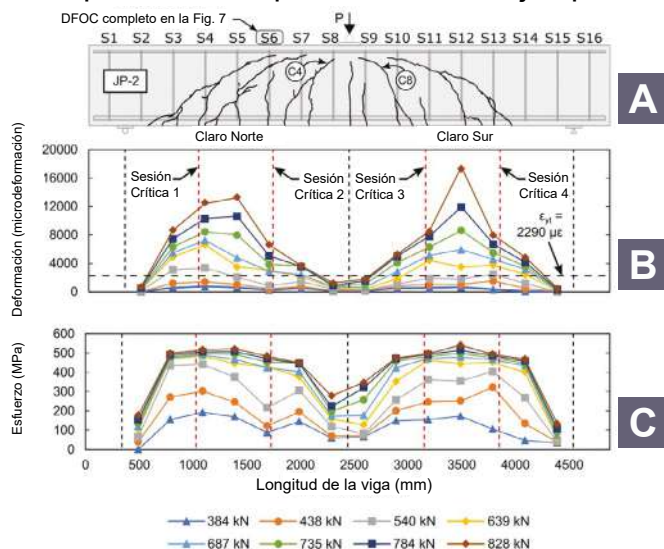 DFOC completo en la Fig. 7
P
S1 S2 S3 S4 S5 S6 S7 S8 S9 S10 S11 S12 S13 S14 S15 S16
JP-2
C4
C8
A
Claro Norte
Claro Sur
Deformación (microdeformación)
20000
16000
12000
8000
4000
0
Sesión
Crítica 1
Sesión
Crítica 2
Sesión
Crítica 3
Sesión
Crítica 4
εyt =
2290 µε
B
Esfuerzo (MPa)
600
500
400
300
200
100
0
C
0 500 1000 1500 2000 2500 3000 3500 4000 4500
Longitud de la viga (mm)
384 kN 438 kN 540 kN 639 kN
687 kN 735 kN 784 kN 828 kN